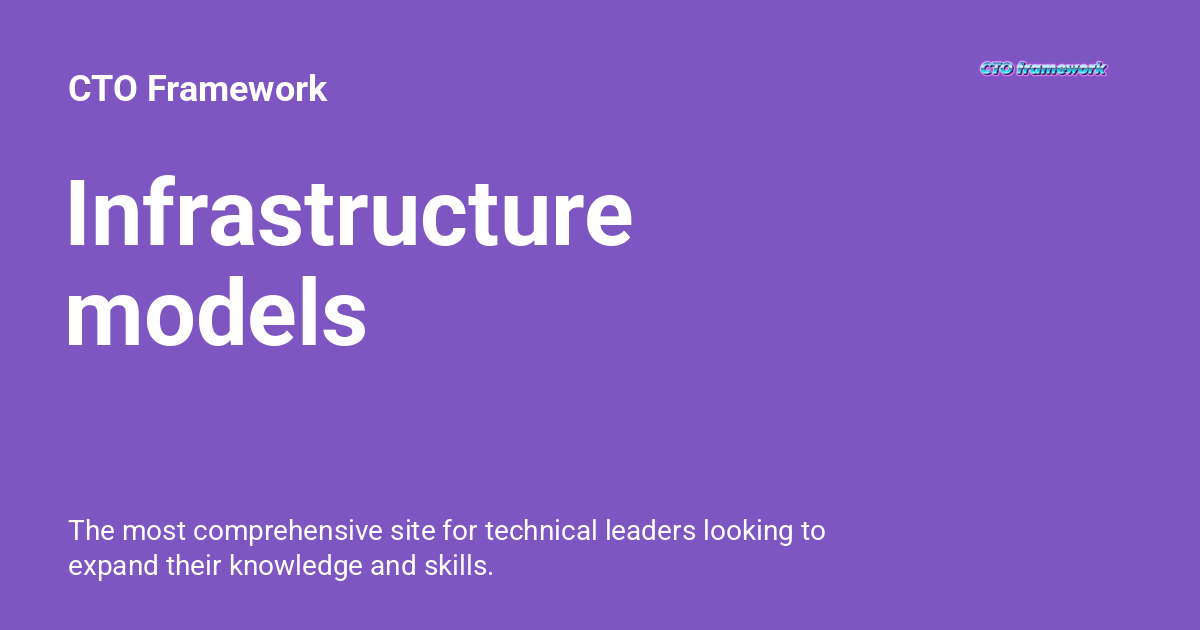 CTO Framework
CTO framework
Infrastructure
models
The most comprehensive site for technical leaders looking to
expand their knowledge and skills.